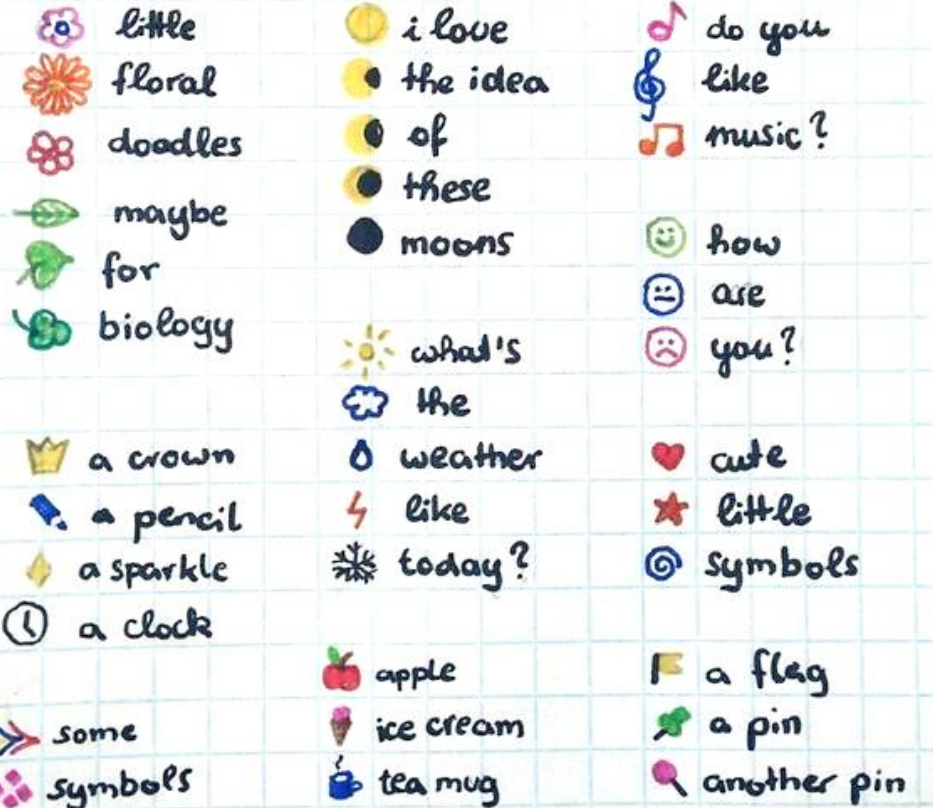 little
floral
doodles
maybe
for
biology
a crown
a pencil
a sparkle
a clock
some
symbols
i love
the idea
of
these
moons
what's
the
weather
like
today?
apple
ice cream
tea mug
do you
like
music?
how
are
you?
cute
little
symbols
a flag
a pin
another pin